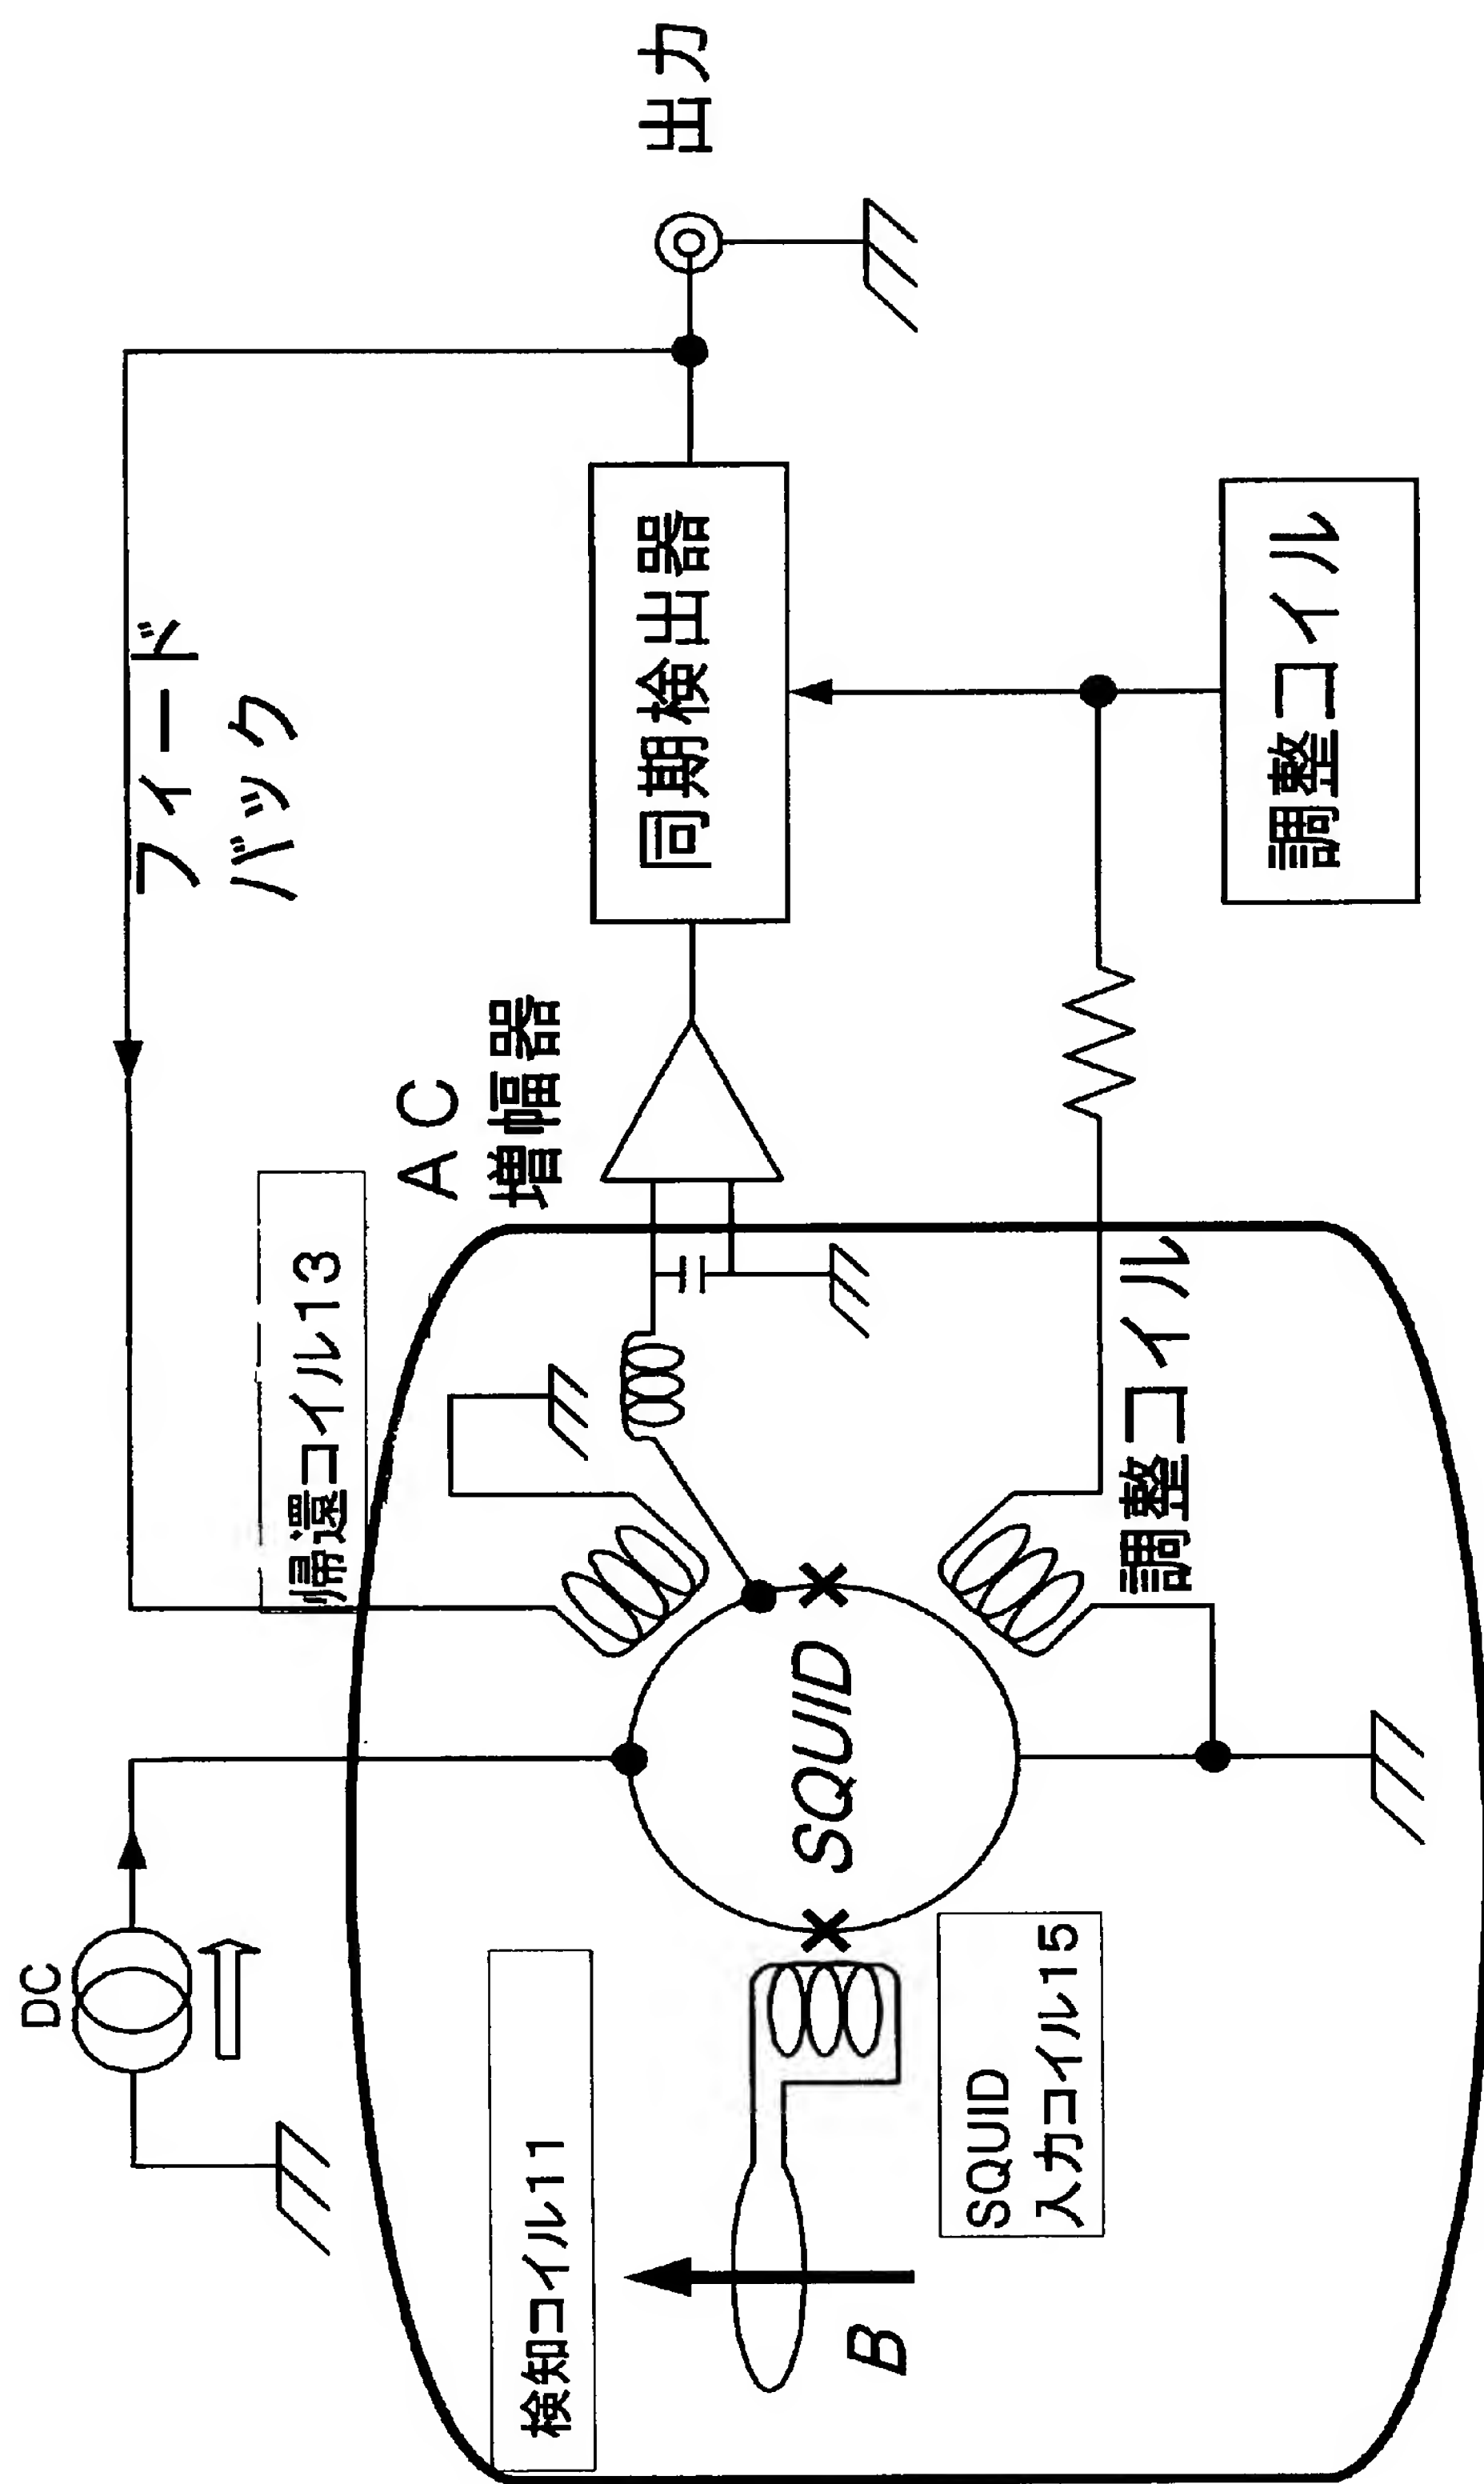 DC
フィード
バック
帰還コイル13
AC
増幅器
出力
検知コイル11
同期検出器
B
SQUID
SQUID
入力コイル15
調整コイル
調整コイル